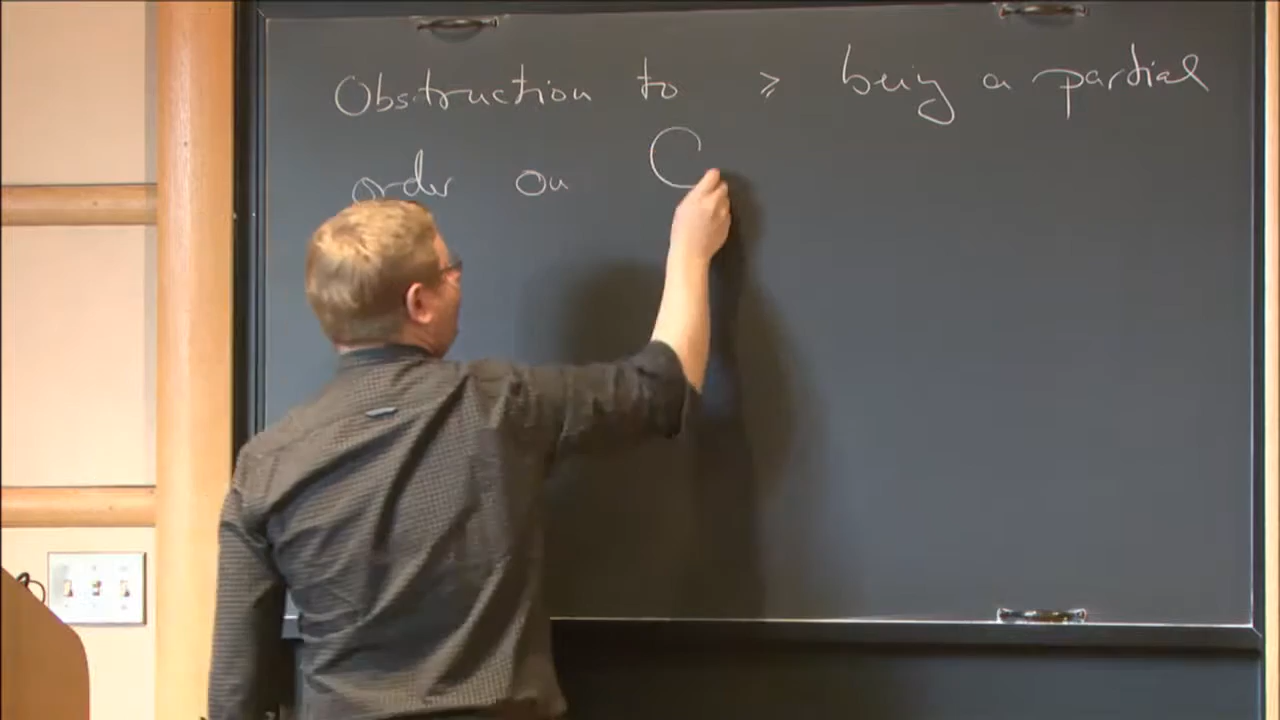 Obstruction to ≥ being a partial
order on C